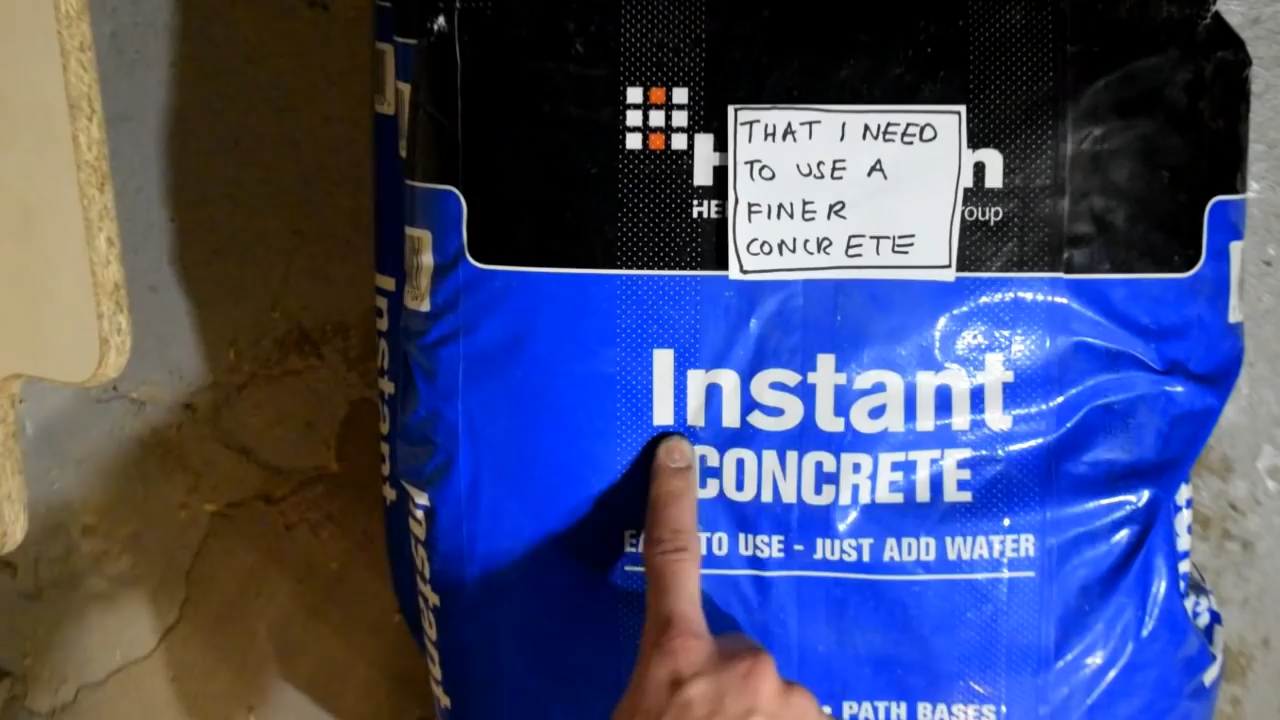 THAT I NEED
TO USE A
FINER
CONCRETE
Instant
CONCRETE
TO USE - JUST ADD WATER
PATH BASES
Instant
Instant